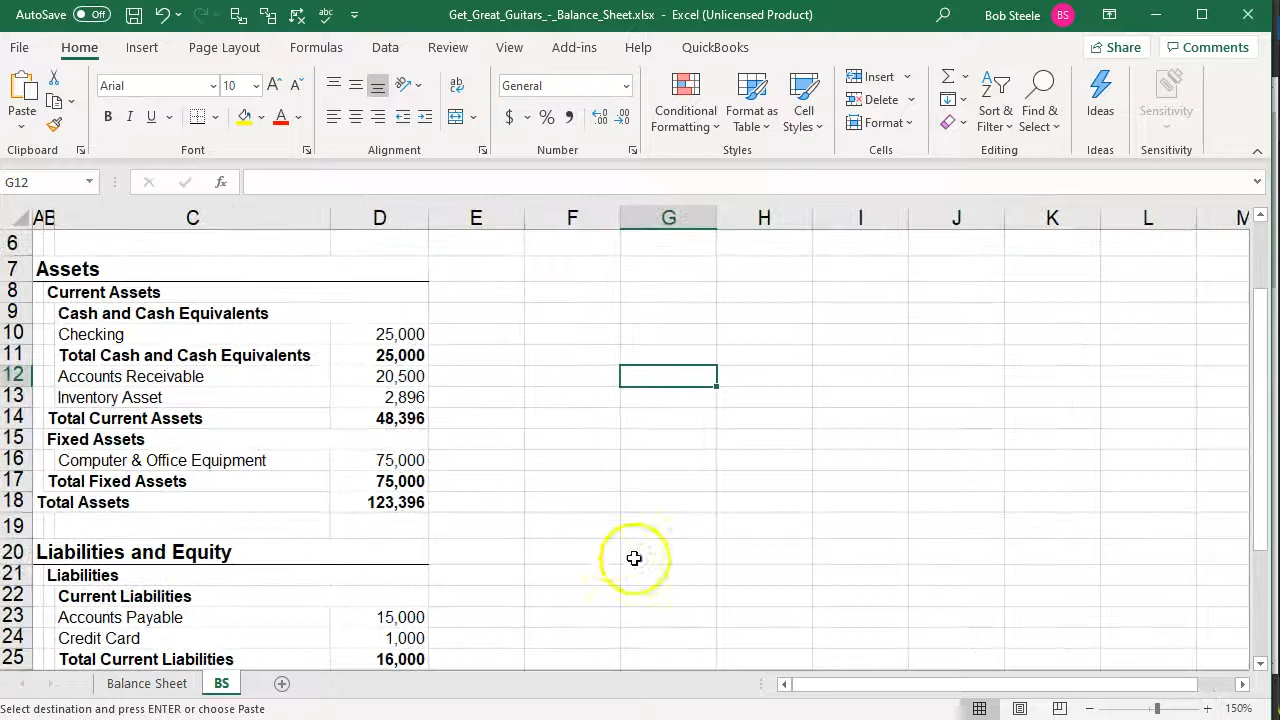 AutoSave Off Get_Great_Guitars_-_Balance_Sheet.xlsx - Excel (Unlicensed Product) Bob Steele BS
File Home Insert Page Layout Formulas Data Review View Add-ins Help QuickBooks Share Comments
Paste Arial 10 General Conditional Formatting Format as Table Cell Styles Insert Delete Format Sort & Filter Find & Select Ideas Sensitivity
Clipboard Font Alignment Number Styles Cells Editing Ideas Sensitivity
G12 fx
A B C D E F G H I J K L M
6
7 Assets
8 Current Assets
9 Cash and Cash Equivalents
10 Checking 25,000
11 Total Cash and Cash Equivalents 25,000
12 Accounts Receivable 20,500
13 Inventory Asset 2,896
14 Total Current Assets 48,396
15 Fixed Assets
16 Computer & Office Equipment 75,000
17 Total Fixed Assets 75,000
18 Total Assets 123,396
19
20 Liabilities and Equity
21 Liabilities
22 Current Liabilities
23 Accounts Payable 15,000
24 Credit Card 1,000
25 Total Current Liabilities 16,000
Balance Sheet BS
Select destination and press ENTER or choose Paste 150%